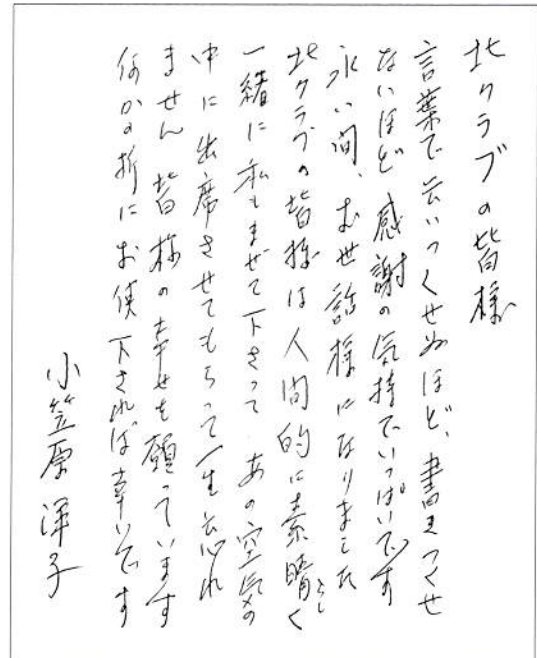 北クラブの皆様
言葉で云いつくせぬほど、書きつくせ
ないほど感謝の気持でいっぱいです
永い間、お世話様になりました
北クラブの皆様は人間的に素晴らしく
一緒に私もまぜて下さって あの空気の
中に出席させてもらって一生忘れ
ません 皆様の幸せを願っています
何かの折にお使下されば幸いです
小笠原 洋子